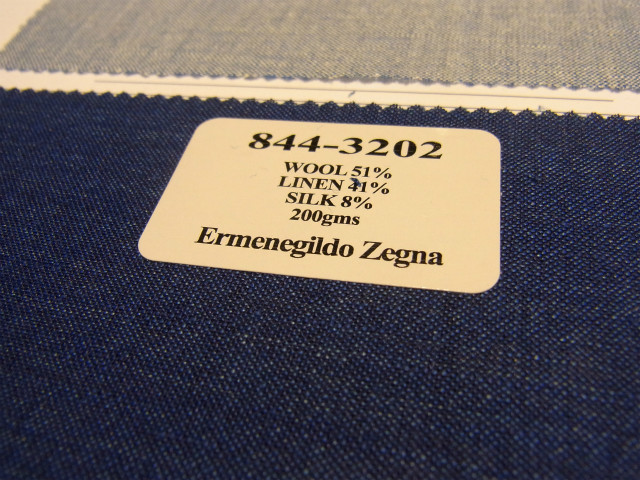 844-3202
WOOL 51%
LINEN 41%
SILK 8%
200gms
Ermenegildo Zegna